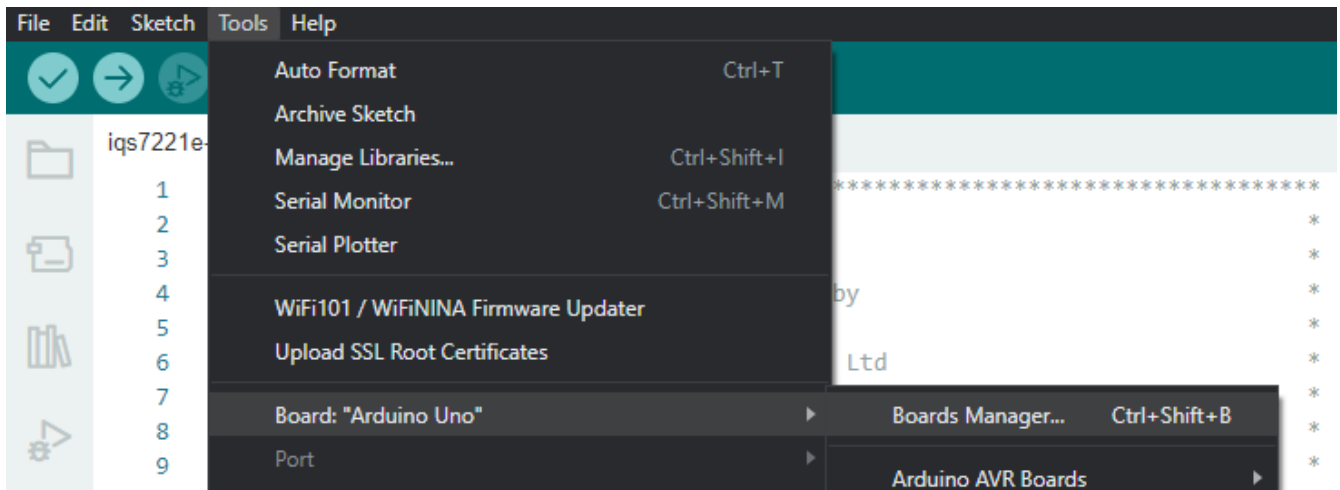 File Edit Sketch Tools Help
Auto Format Ctrl+T
Archive Sketch
iqs7221e-
Manage Libraries... Ctrl+Shift+I
1 **********************************
Serial Monitor Ctrl+Shift+M
2 *
Serial Plotter
3 *
4 by *
WiFi101 / WiFiNINA Firmware Updater
5 *
Upload SSL Root Certificates
6 Ltd *
7 *
Board: "Arduino Uno" Boards Manager... Ctrl+Shift+B
8 *
Port
9 *
Arduino AVR Boards